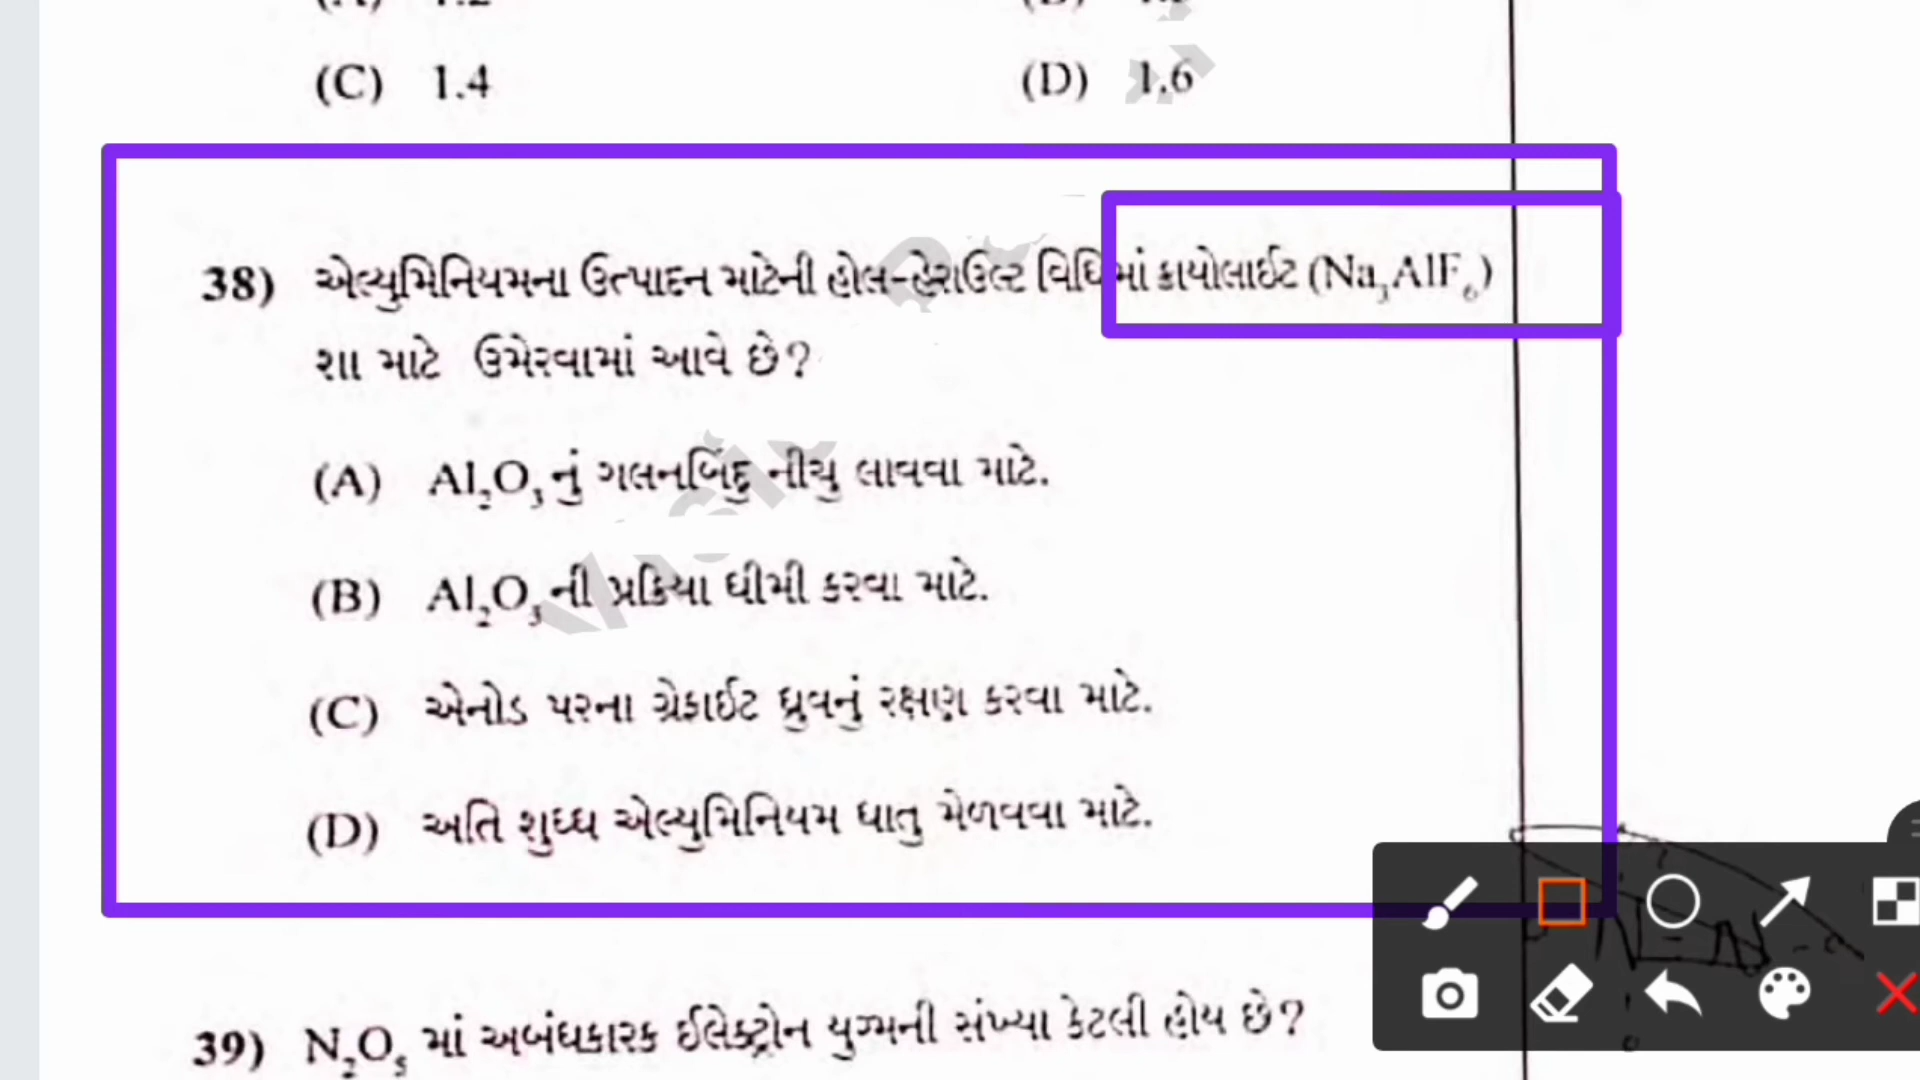 (C) 1.4 (D) 1.6
38) એલ્યુમિનિયમના ઉત્પાદન માટેની હોલ-હેરાઉલ્ટ વિધિમાં ક્રાયોલાઈટ (Na₃AlF₆)
શા માટે ઉમેરવામાં આવે છે?
(A) Al₂O₃ નું ગલનબિંદુ નીચુ લાવવા માટે.
(B) Al₂O₃ ની પ્રક્રિયા ધીમી કરવા માટે.
(C) એનોડ પરના ગ્રેફાઈટ ધ્રુવનું રક્ષણ કરવા માટે.
(D) અતિ શુધ્ધ એલ્યુમિનિયમ ધાતુ મેળવવા માટે.
39) N₂O₅ માં અબંધકારક ઈલેક્ટ્રોન યુગ્મની સંખ્યા કેટલી હોય છે?